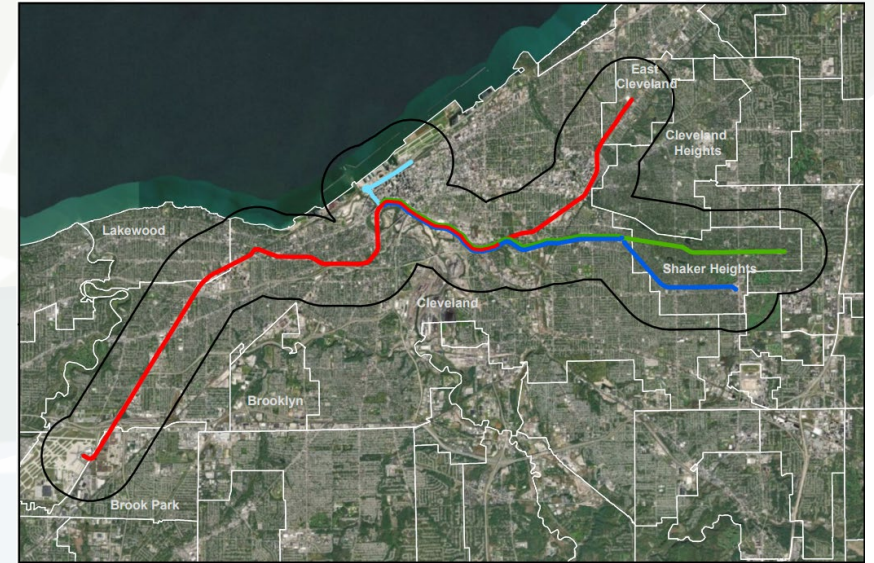 East
Cleveland
Cleveland
Heights
Lakewood
Shaker Heights
Cleveland
Brooklyn
Brook Park